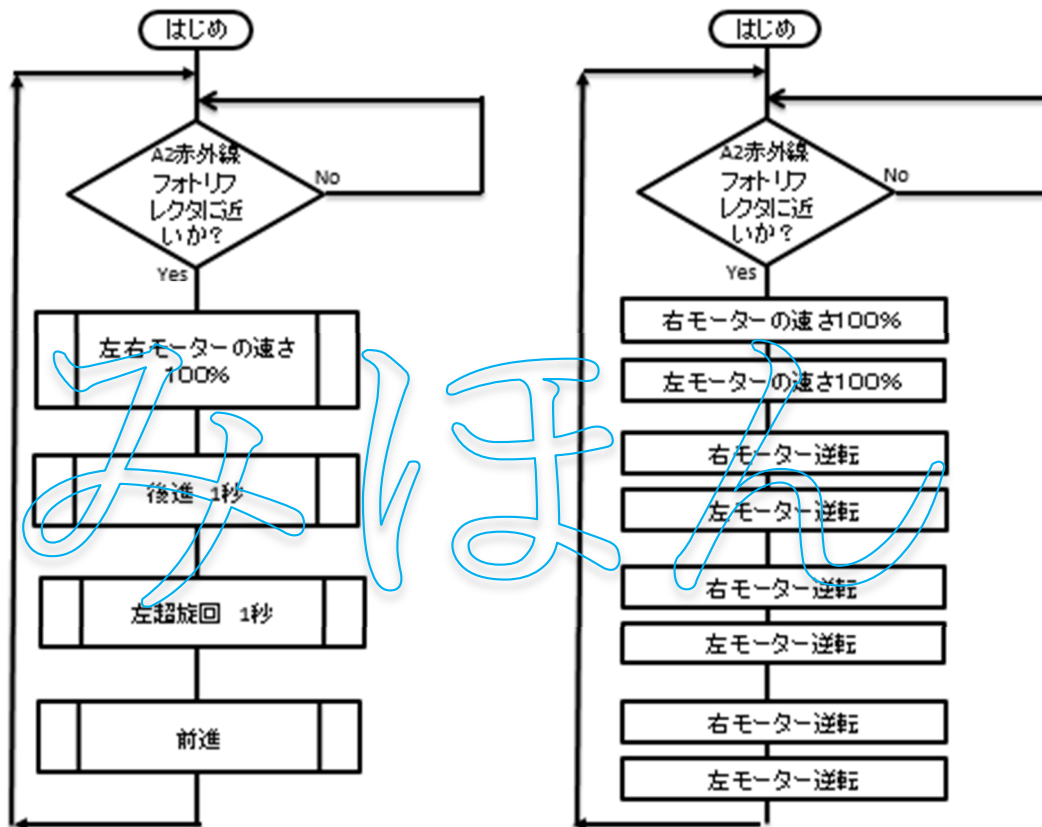 はじめ
A2赤外線
フォトリフ
レクタに近
いか?
No
Yes
左右モーターの速さ
100%
後進 1秒
左超旋回 1秒
前進
はじめ
A2赤外線
フォトリフ
レクタに近
いか?
No
Yes
右モーターの速さ100%
左モーターの速さ100%
右モーター逆転
左モーター逆転
右モーター逆転
左モーター逆転
右モーター逆転
左モーター逆転
みほん